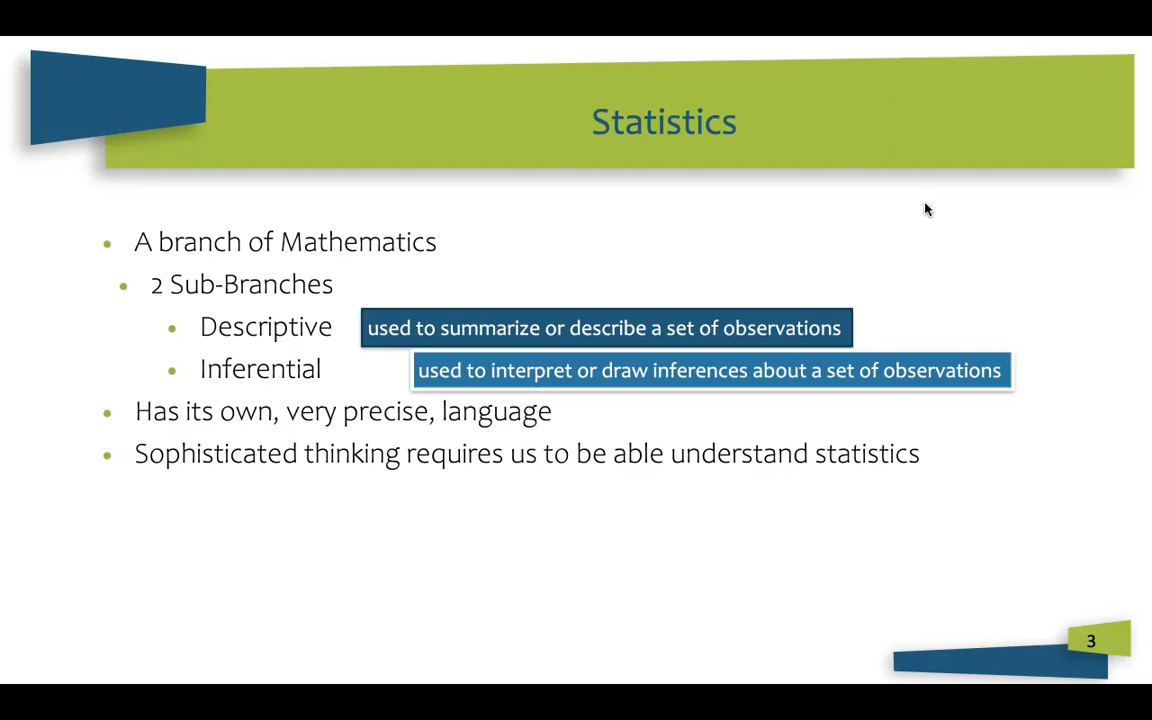 Statistics
A branch of Mathematics
2 Sub-Branches
Descriptive used to summarize or describe a set of observations
Inferential used to interpret or draw inferences about a set of observations
Has its own, very precise, language
Sophisticated thinking requires us to be able understand statistics
3